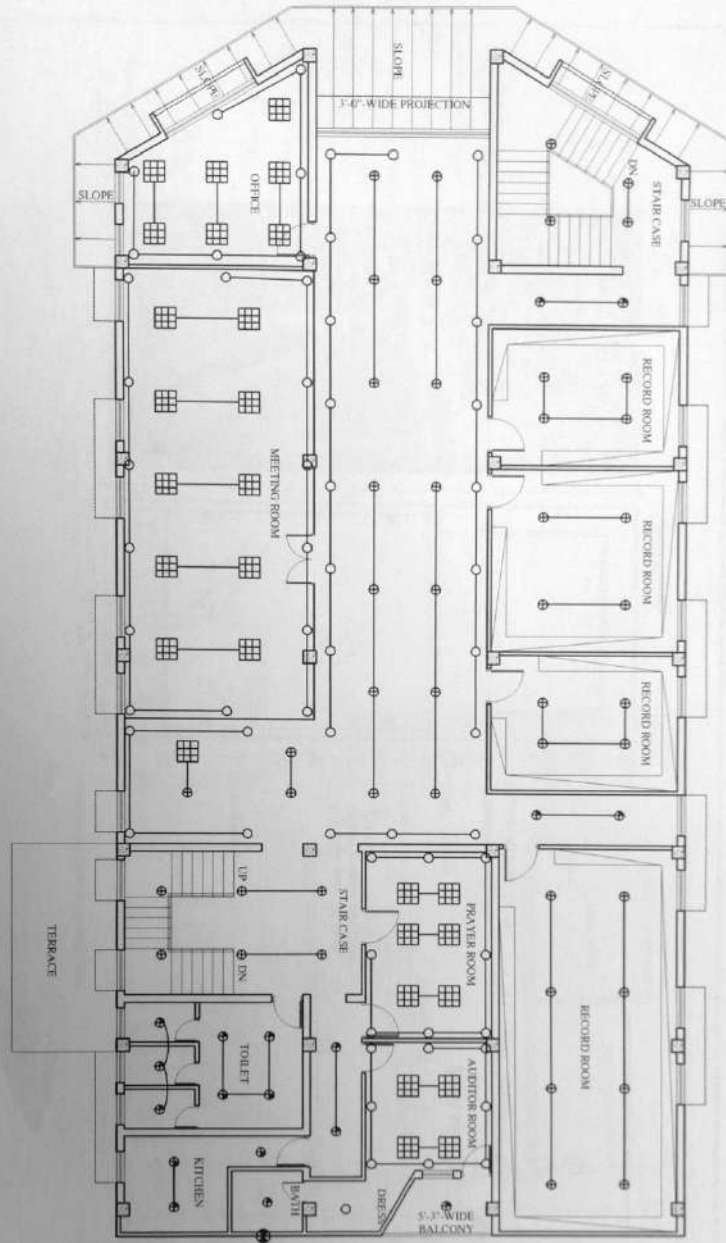 SLOPE
SLOPE
SLOPE
3'-0"-WIDE PROJECTION
DN
STAIR CASE
SLOPE
SLOPE
OFFICE
RECORD ROOM
MEETING ROOM
RECORD ROOM
RECORD ROOM
UP
STAIR CASE
PRAYER ROOM
TERRACE
DN
RECORD ROOM
TOILET
AUDITOR ROOM
KITCHEN
BATH
DRESS
5'-3"-WIDE
BALCONY